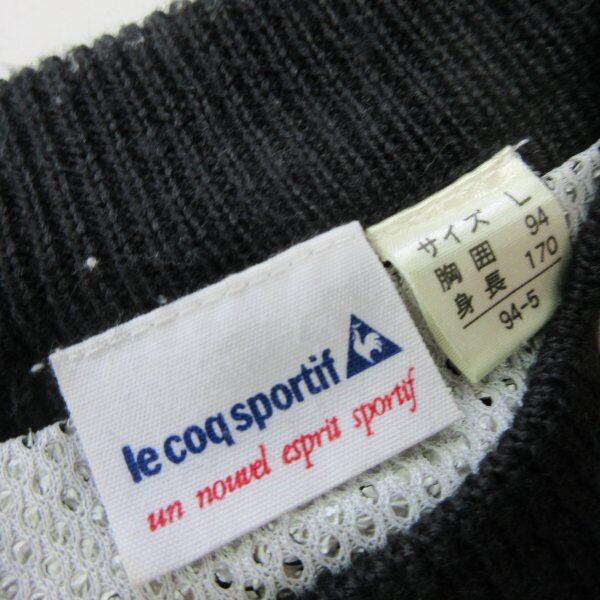 le coq sportif
un nouvel esprit sportif
サイズ L
胸囲 94
身長 170
94-5